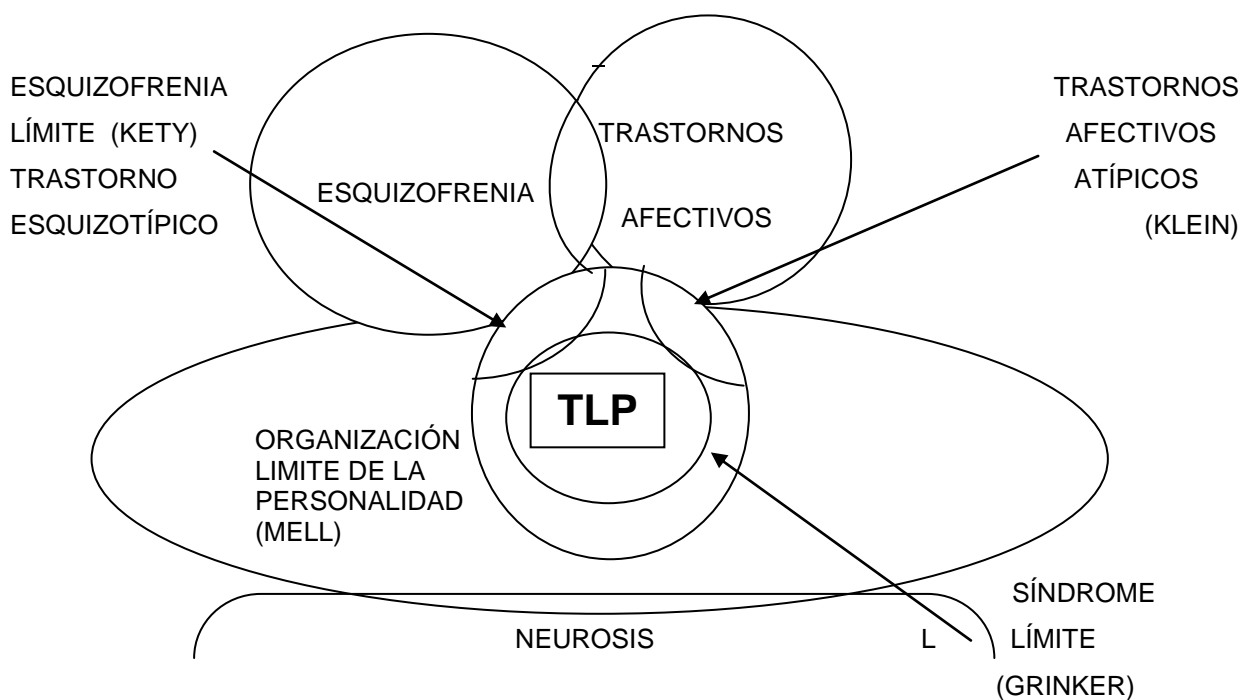 ESQUIZOFRENIA
LÍMITE (KETY)
TRASTORNO
ESQUIZOTÍPICO
ESQUIZOFRENIA
TRASTORNOS
AFECTIVOS
TRASTORNOS
AFECTIVOS
ATÍPICOS
(KLEIN)
TLP
ORGANIZACIÓN
LIMITE DE LA
PERSONALIDAD
(MELL)
NEUROSIS
L
SÍNDROME
LÍMITE
(GRINKER)